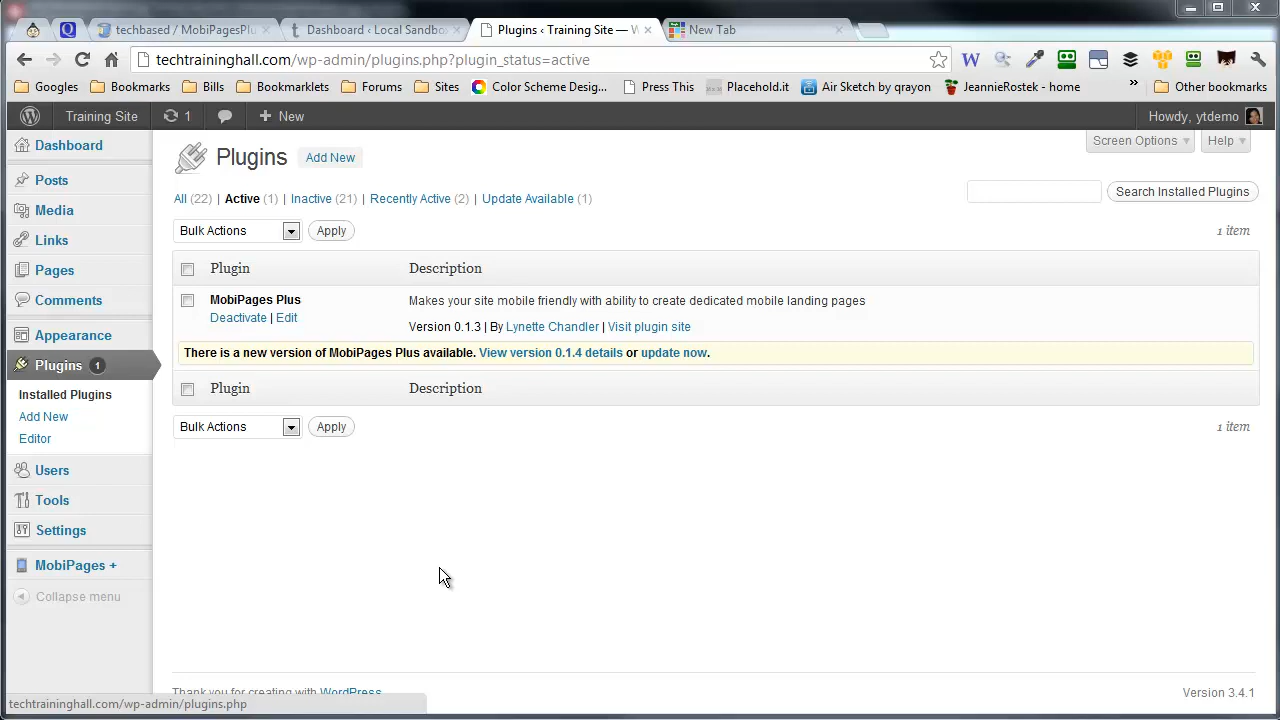 techbased / MobiPagesPlu
Dashboard ‹ Local Sandbo
Plugins ‹ Training Site — W
New Tab
techtraininghall.com/wp-adminplugins.php?plugin_status=active
Googles
Bookmarks
Bills
Bookmarklets
Forums
Sites
Color Scheme Desig...
Press This
Placehold.it
Air Sketch by qrayon
JeannieRostek - home
»
Other bookmarks
Training Site
1
New
Howdy, ytdemo
Dashboard
Posts
Media
Links
Pages
Comments
Appearance
Plugins 1
Installed Plugins
Add New
Editor
Users
Tools
Settings
MobiPages +
Collapse menu
Plugins Add New
Screen Options
Help
All (22) | Active (1) | Inactive (21) | Recently Active (2) | Update Available (1)
Search Installed Plugins
Bulk Actions Apply
1 item
Plugin Description
MobiPages Plus Makes your site mobile friendly with ability to create dedicated mobile landing pages
Deactivate | Edit
Version 0.1.3 | By Lynette Chandler | Visit plugin site
There is a new version of MobiPages Plus available. View version 0.1.4 details or update now.
Plugin Description
Bulk Actions Apply
1 item
Thank you for creating with WordPress
Version 3.4.1
techtraininghall.com/wp-admin/plugins.php